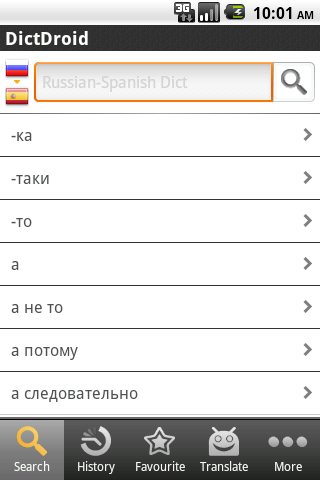 3G
10:01 AM
DictDroid
Russian-Spanish Dict
-ка
-таки
-то
а
а не то
а потому
а следовательно
Search
History
Favourite
Translate
More